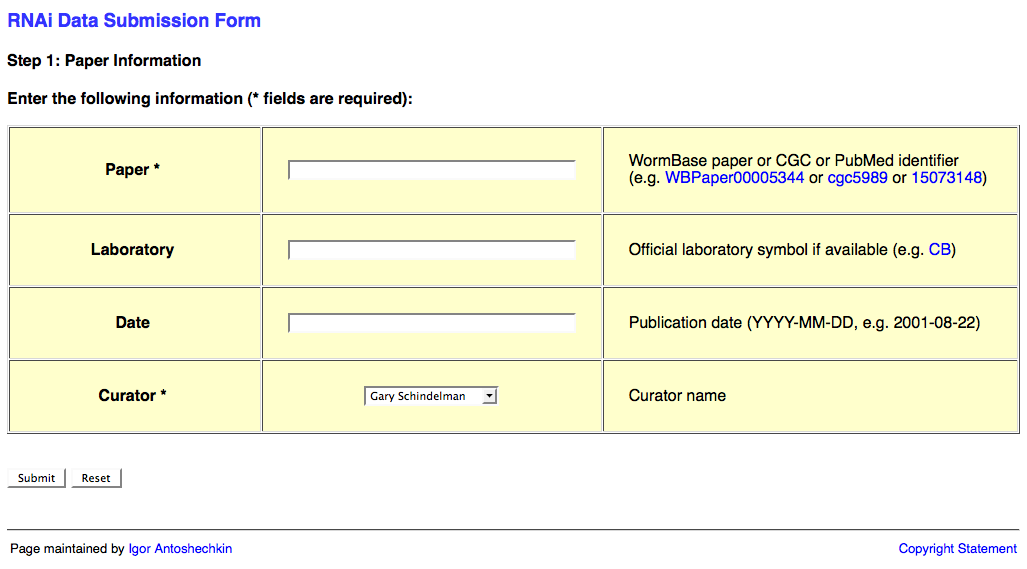 RNAi Data Submission Form
Step 1: Paper Information
Enter the following information (* fields are required):
Paper *
WormBase paper or CGC or PubMed identifier
(e.g. WBPaper00005344 or cgc5989 or 15073148)
Laboratory
Official laboratory symbol if available (e.g. CB)
Date
Publication date (YYYY-MM-DD, e.g. 2001-08-22)
Curator *
Gary Schindelman
Curator name
Submit Reset
Page maintained by Igor Antoshechkin
Copyright Statement